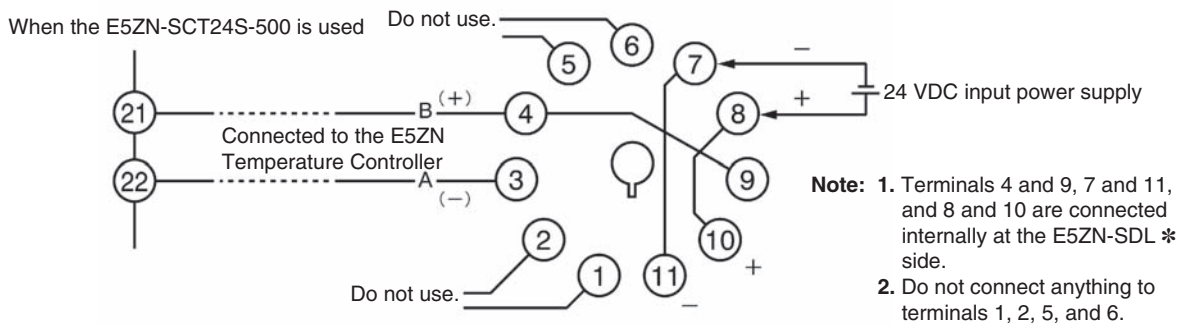 When the E5ZN-SCT24S-500 is used
Do not use.
6
5
7
−
24 VDC input power supply
+
8
21
B (+)
4
Connected to the E5ZN
Temperature Controller
22
A
(−)
3
9
2
10
+
1
11
−
Do not use.
Note: 1. Terminals 4 and 9, 7 and 11,
and 8 and 10 are connected
internally at the E5ZN-SDL ✻
side.
2. Do not connect anything to
terminals 1, 2, 5, and 6.